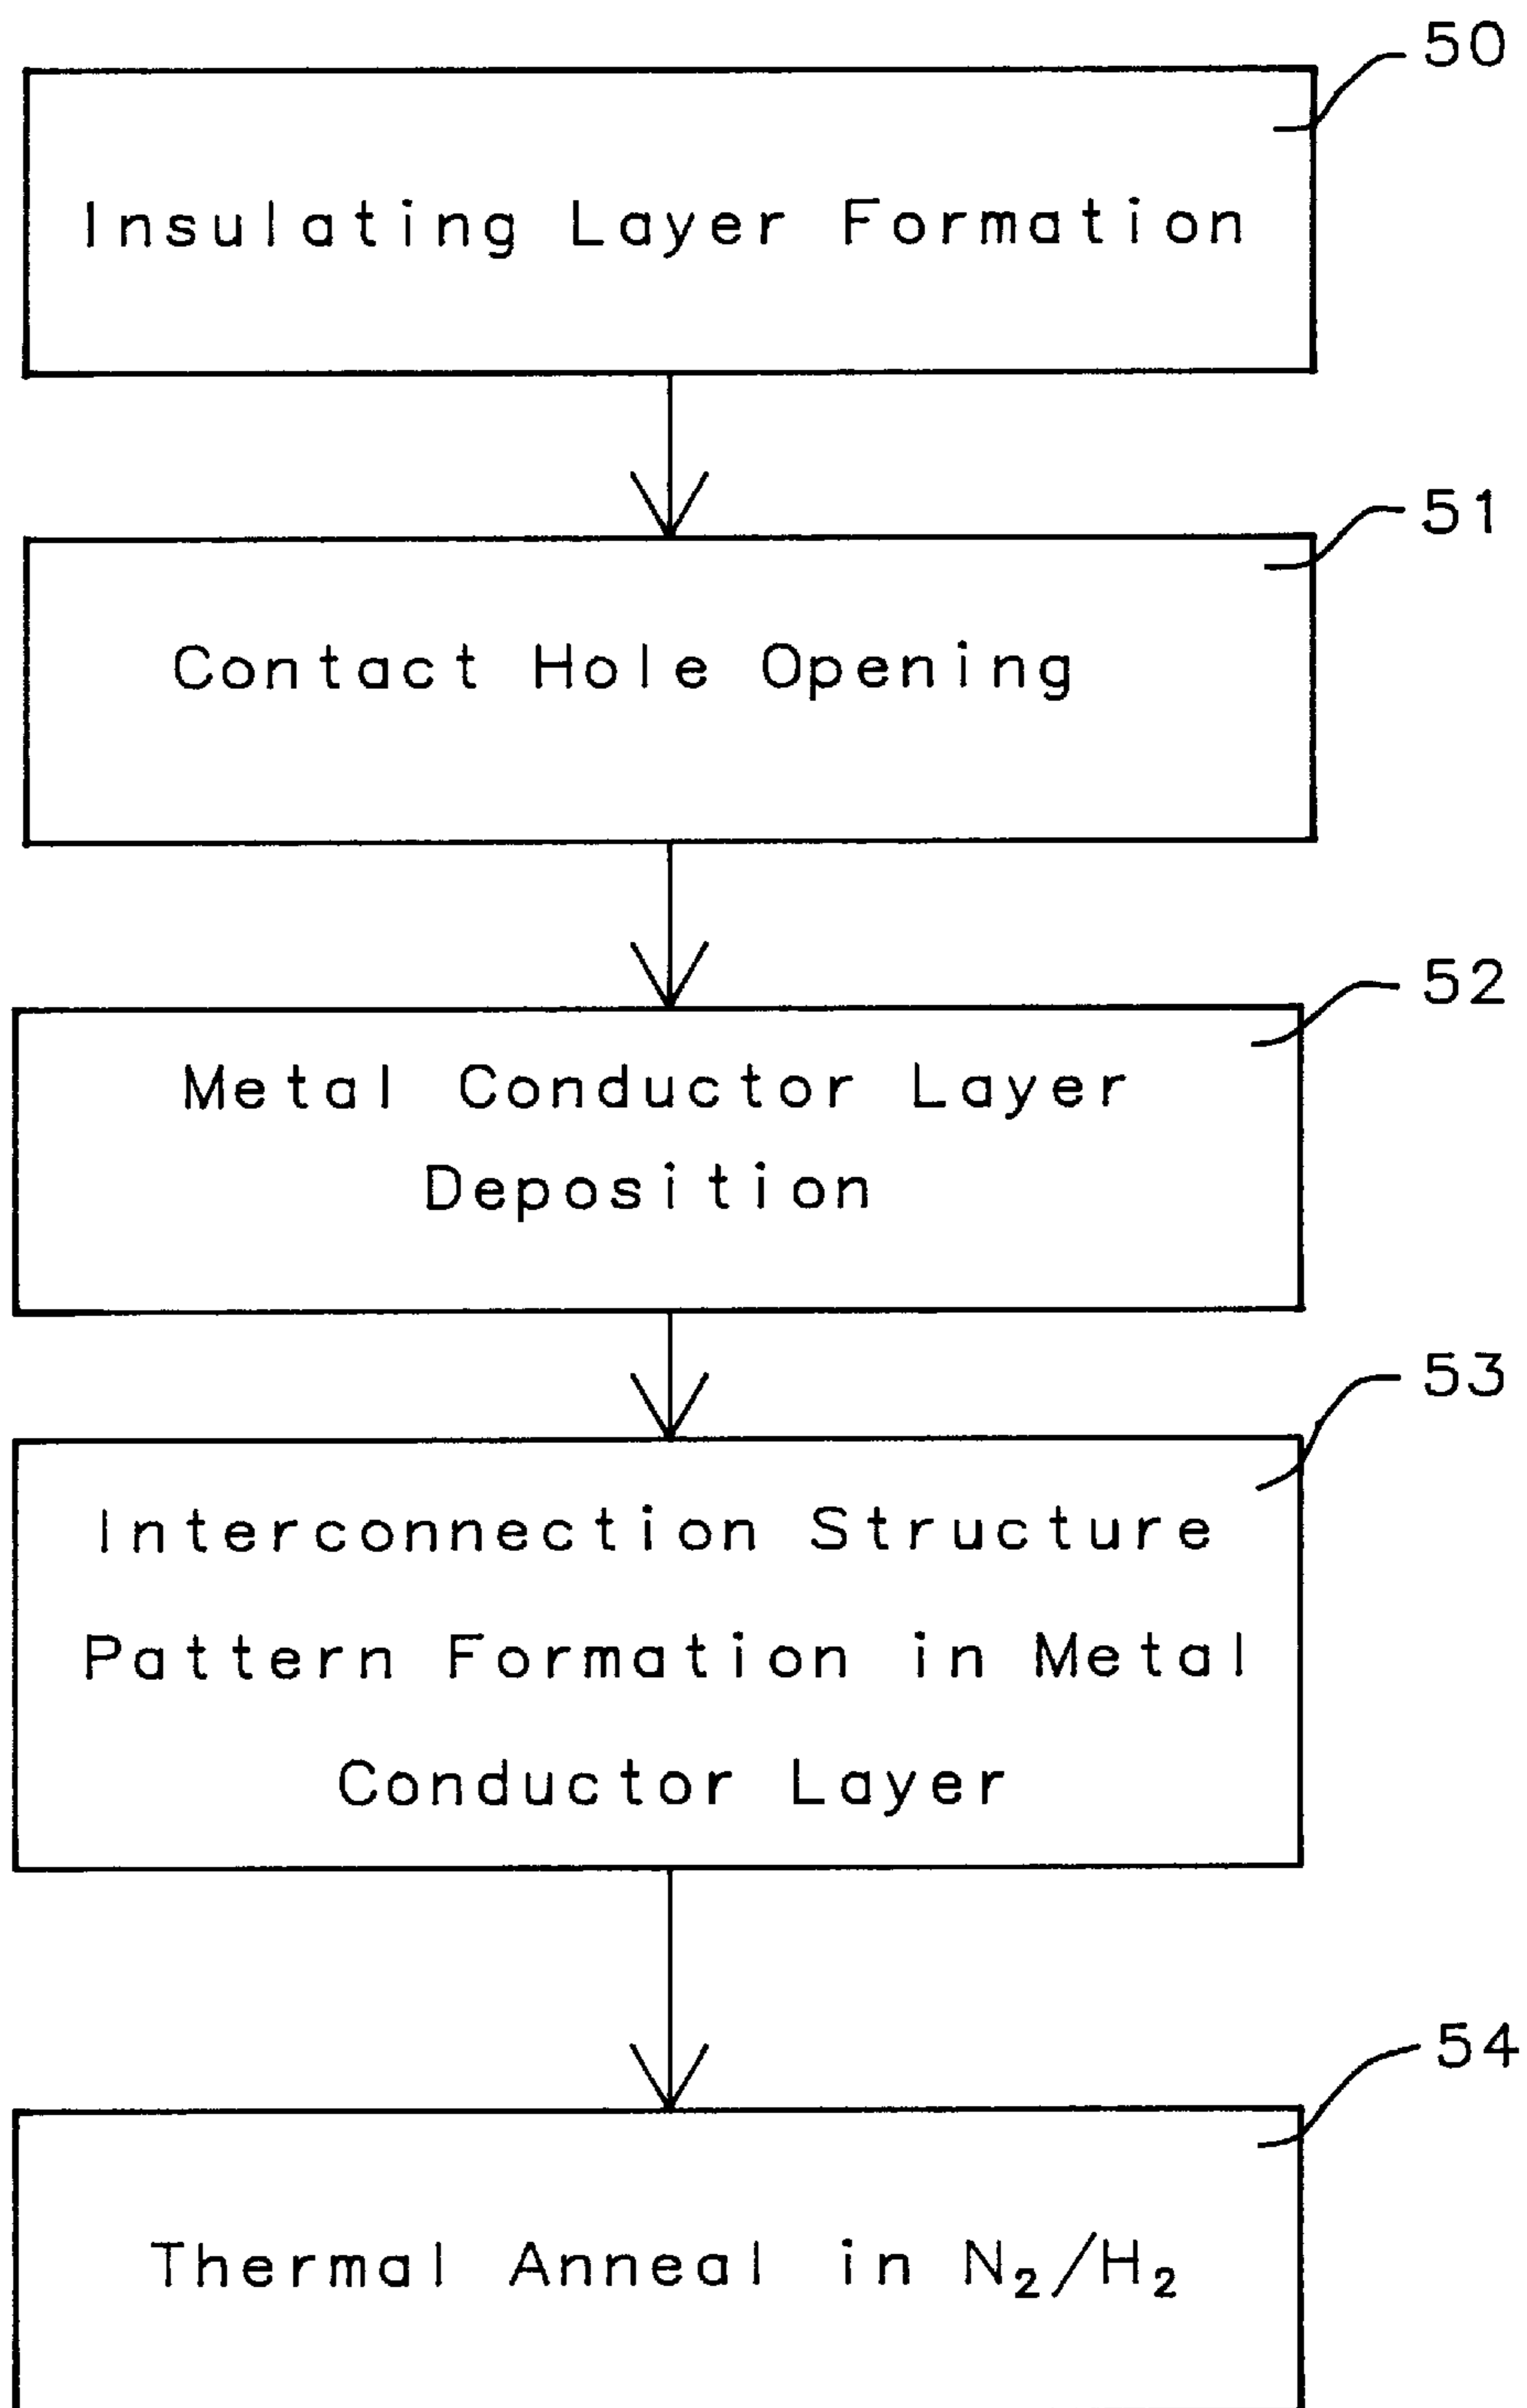 50
Insulating Layer Formation
51
Contact Hole Opening
52
Metal Conductor Layer
Deposition
53
Interconnection Structure
Pattern Formation in Metal
Conductor Layer
54
Thermal Anneal in N₂/H₂